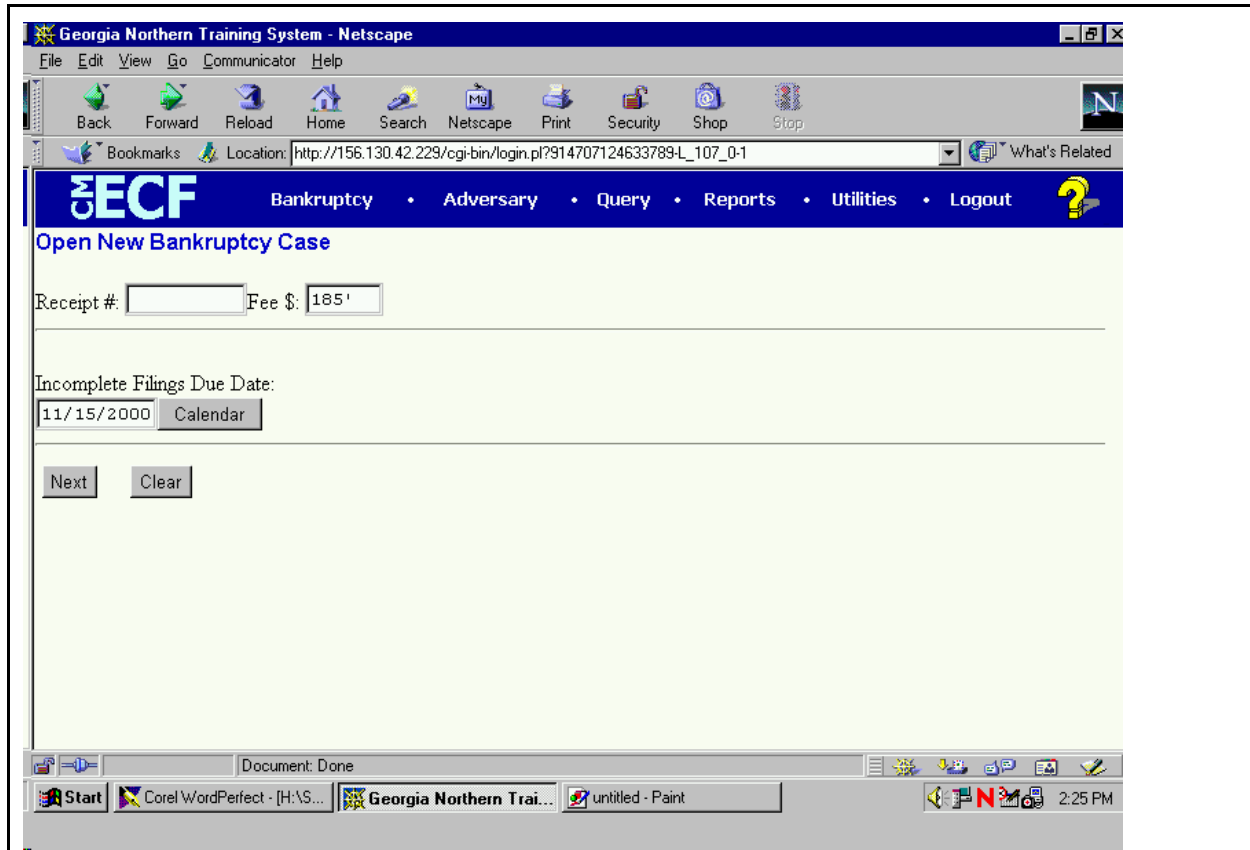 Georgia Northern Training System - Netscape
File Edit View Go Communicator Help
My
N
Back Forward Reload Home Search Netscape Print Security Shop Stop
Bookmarks Location: http://156.130.42.229/cgi-bin/login.pl?914707124633789-L_107_0-1 What's Related
CM ECF Bankruptcy • Adversary • Query • Reports • Utilities • Logout ?
Open New Bankruptcy Case
Receipt #: Fee $: 185'
Incomplete Filings Due Date:
11/15/2000 Calendar
Next Clear
Document: Done
Start Corel WordPerfect - [H:\S... Georgia Northern Trai... untitled - Paint N 2:25 PM